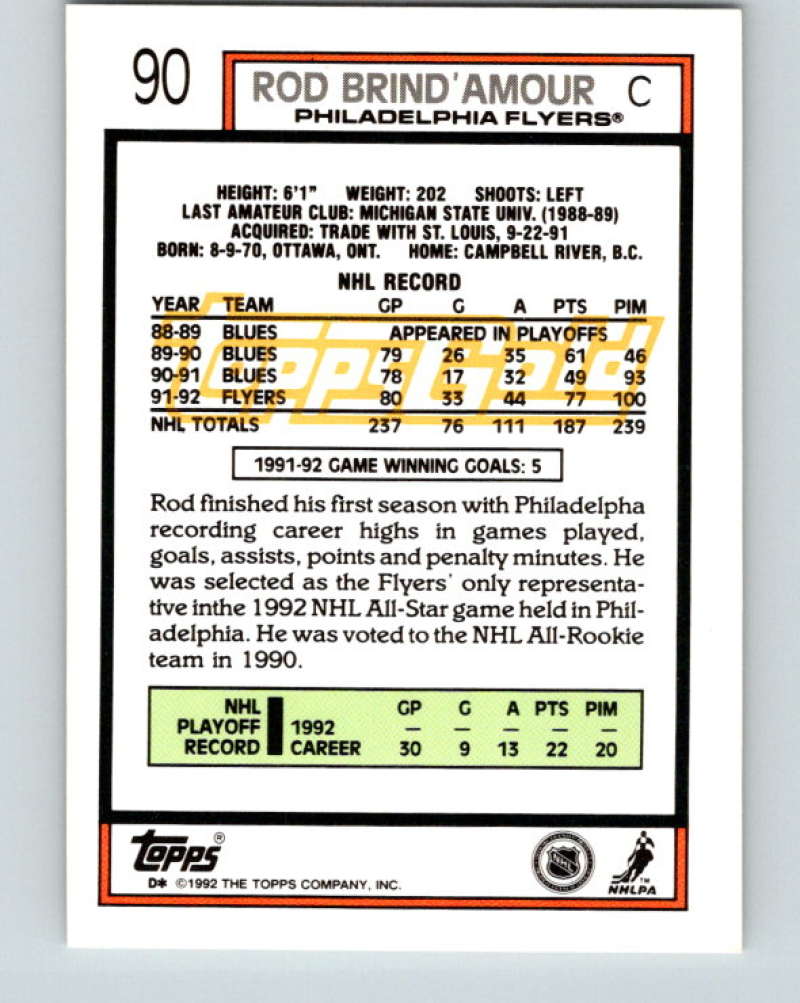 90
ROD BRIND'AMOUR C
PHILADELPHIA FLYERS®
HEIGHT: 6'1" WEIGHT: 202 SHOOTS: LEFT
LAST AMATEUR CLUB: MICHIGAN STATE UNIV. (1988-89)
ACQUIRED: TRADE WITH ST. LOUIS, 9-22-91
BORN: 8-9-70, OTTAWA, ONT. HOME: CAMPBELL RIVER, B.C.
NHL RECORD
YEAR TEAM GP G A PTS PIM
88-89 BLUES APPEARED IN PLAYOFFS
89-90 BLUES 79 26 35 61 46
90-91 BLUES 78 17 32 49 93
91-92 FLYERS 80 33 44 77 100
NHL TOTALS 237 76 111 187 239
ToppsGold
1991-92 GAME WINNING GOALS: 5
Rod finished his first season with Philadelpha
recording career highs in games played,
goals, assists, points and penalty minutes. He
was selected as the Flyers' only representa-
tive inthe 1992 NHL All-Star game held in Phil-
adelphia. He was voted to the NHL All-Rookie
team in 1990.
NHL GP G A PTS PIM
PLAYOFF 1992 — — — — —
RECORD CAREER 30 9 13 22 20
TOPPS®
D* ©1992 THE TOPPS COMPANY, INC.
NHL
TM
NHLPA